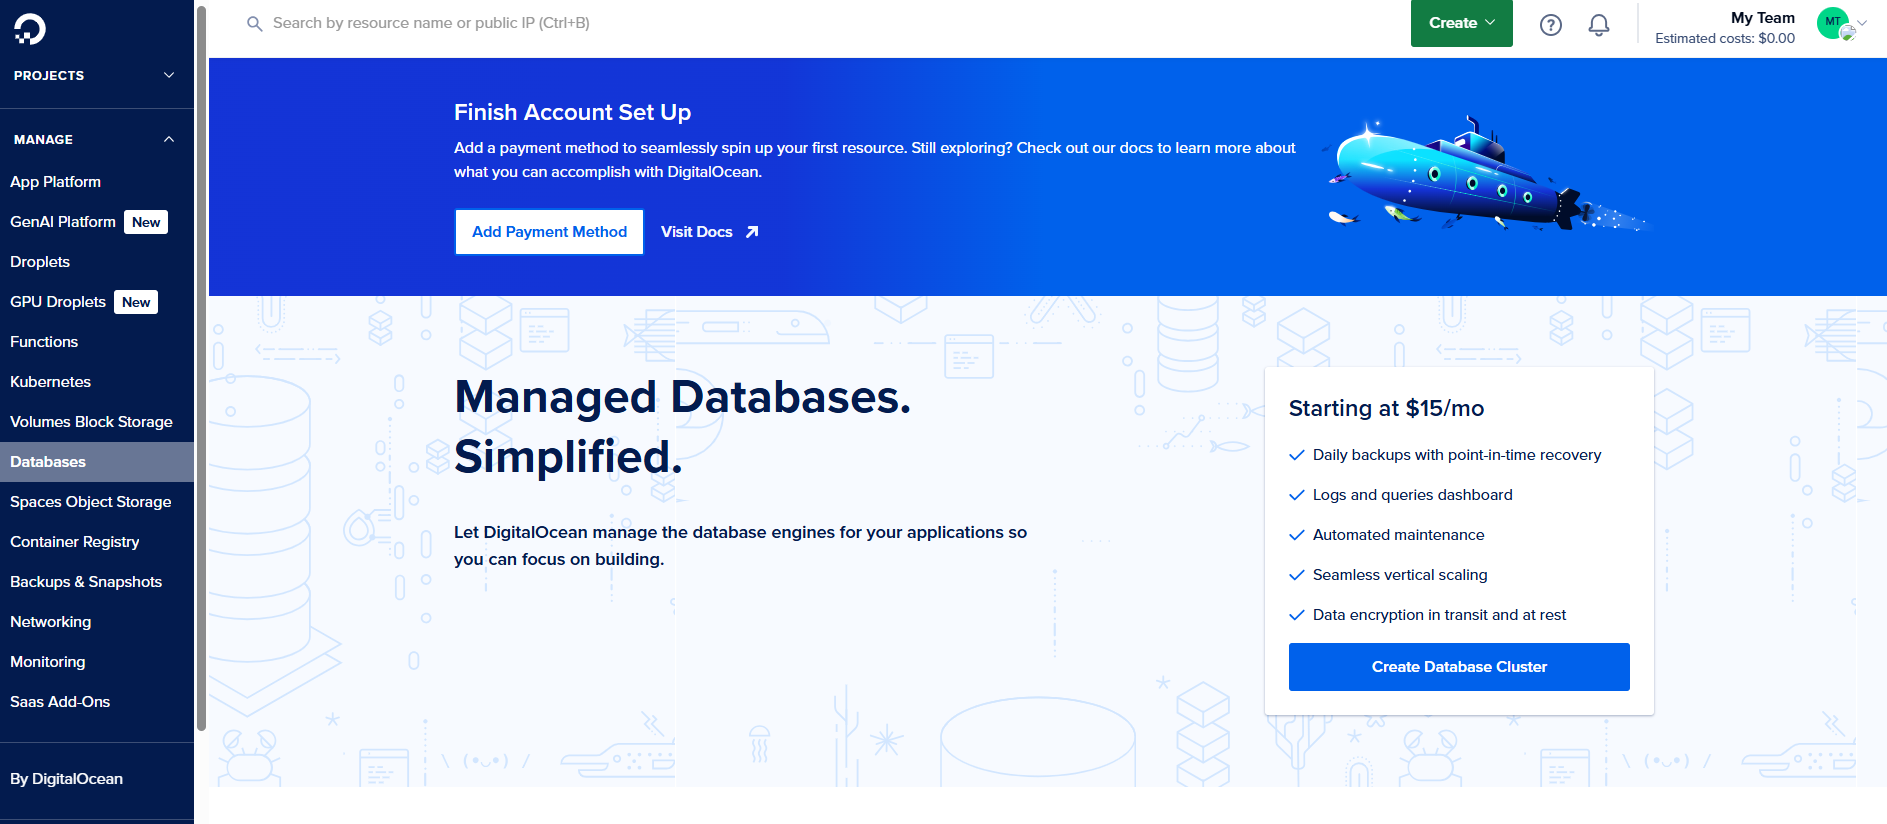 Search by resource name or public IP (Ctrl+B)
Create
?
My Team
Estimated costs: $0.00
MT
PROJECTS
MANAGE
App Platform
GenAI Platform New
Droplets
GPU Droplets New
Functions
Kubernetes
Volumes Block Storage
Databases
Spaces Object Storage
Container Registry
Backups & Snapshots
Networking
Monitoring
Saas Add-Ons
By DigitalOcean
Finish Account Set Up
Add a payment method to seamlessly spin up your first resource. Still exploring? Check out our docs to learn more about
what you can accomplish with DigitalOcean.
Add Payment Method Visit Docs
Managed Databases.
Simplified.
Let DigitalOcean manage the database engines for your applications so
you can focus on building.
Starting at $15/mo
Daily backups with point-in-time recovery
Logs and queries dashboard
Automated maintenance
Seamless vertical scaling
Data encryption in transit and at rest
Create Database Cluster